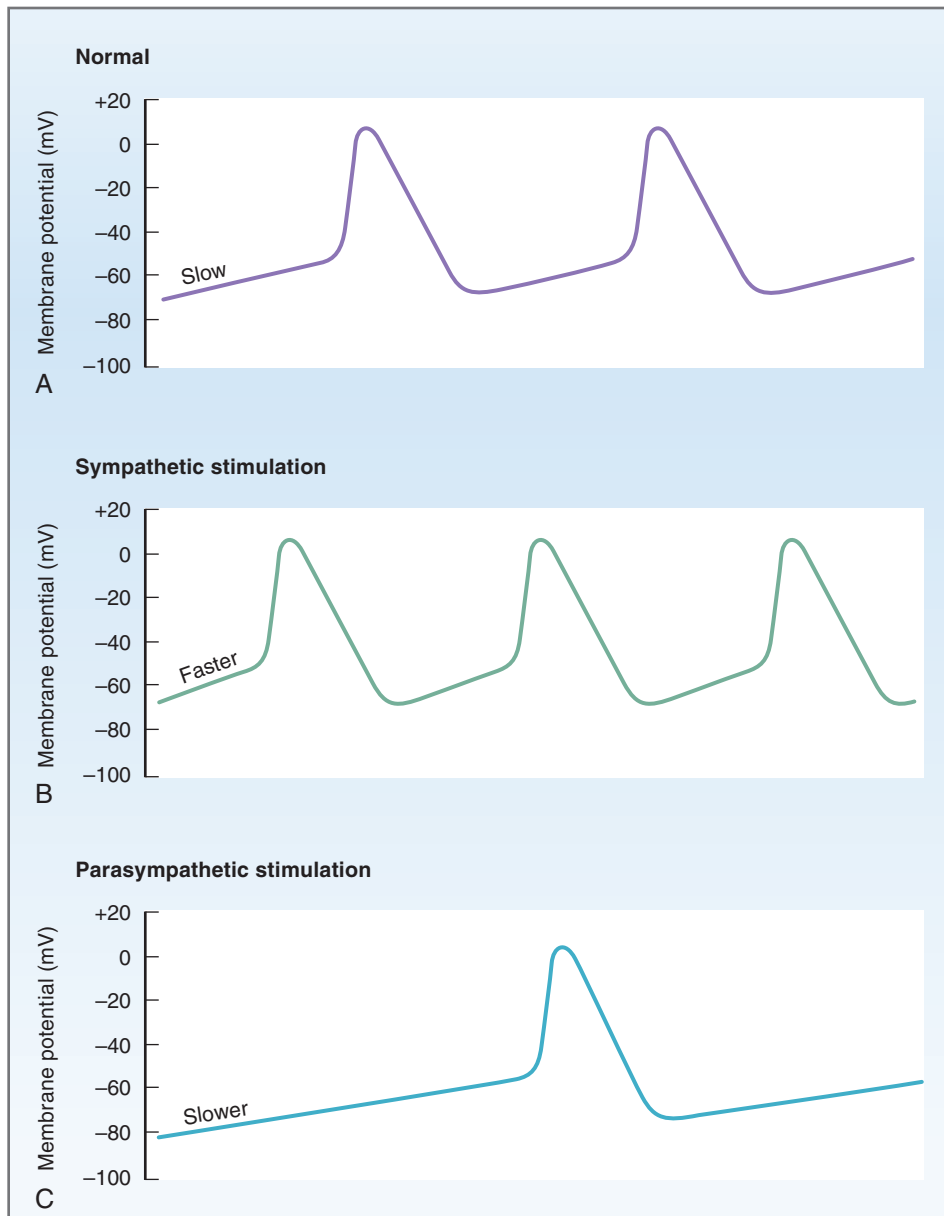 Normal
Membrane potential (mV)
+20
0
–20
–40
–60
–80
–100
Slow
A
Sympathetic stimulation
Membrane potential (mV)
+20
0
–20
–40
–60
–80
–100
Faster
B
Parasympathetic stimulation
Membrane potential (mV)
+20
0
–20
–40
–60
–80
–100
Slower
C